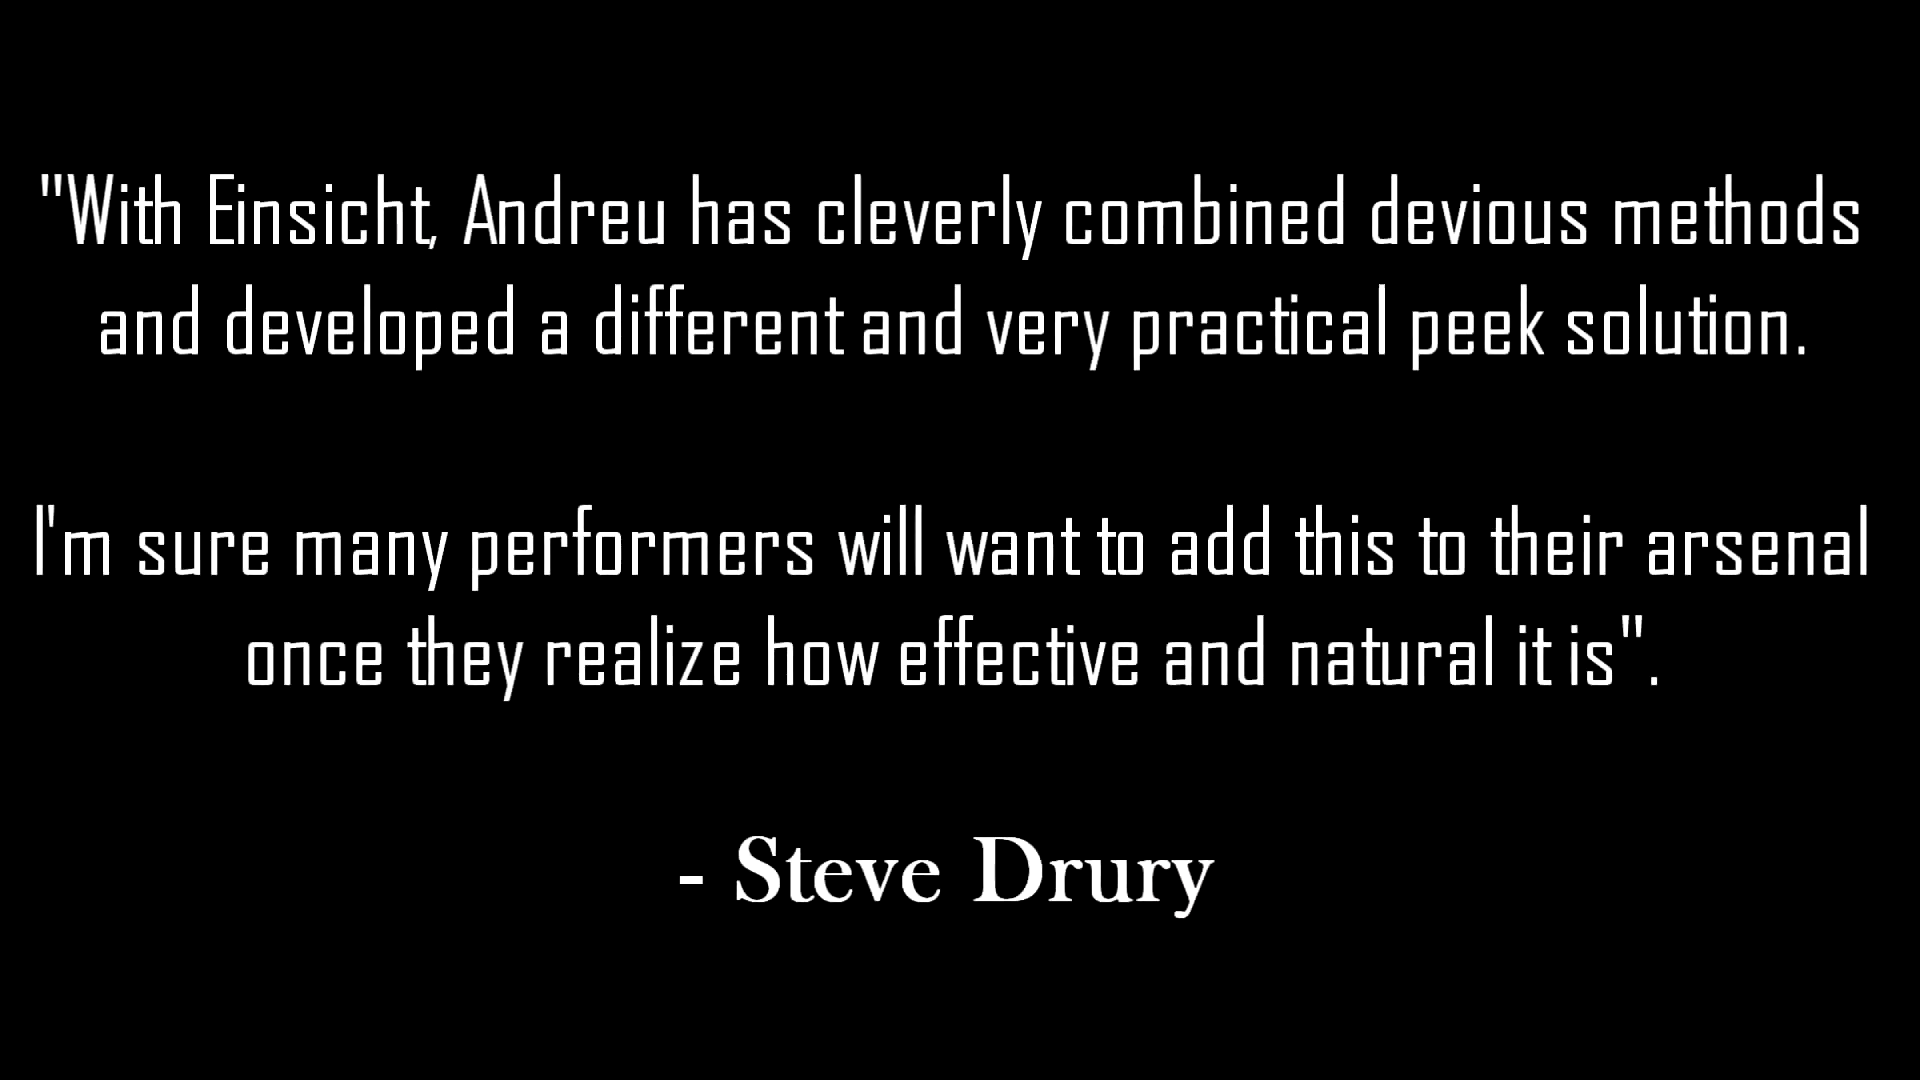 "With Einsicht, Andreu has cleverly combined devious methods
and developed a different and very practical peek solution.
I'm sure many performers will want to add this to their arsenal
once they realize how effective and natural it is".
- Steve Drury